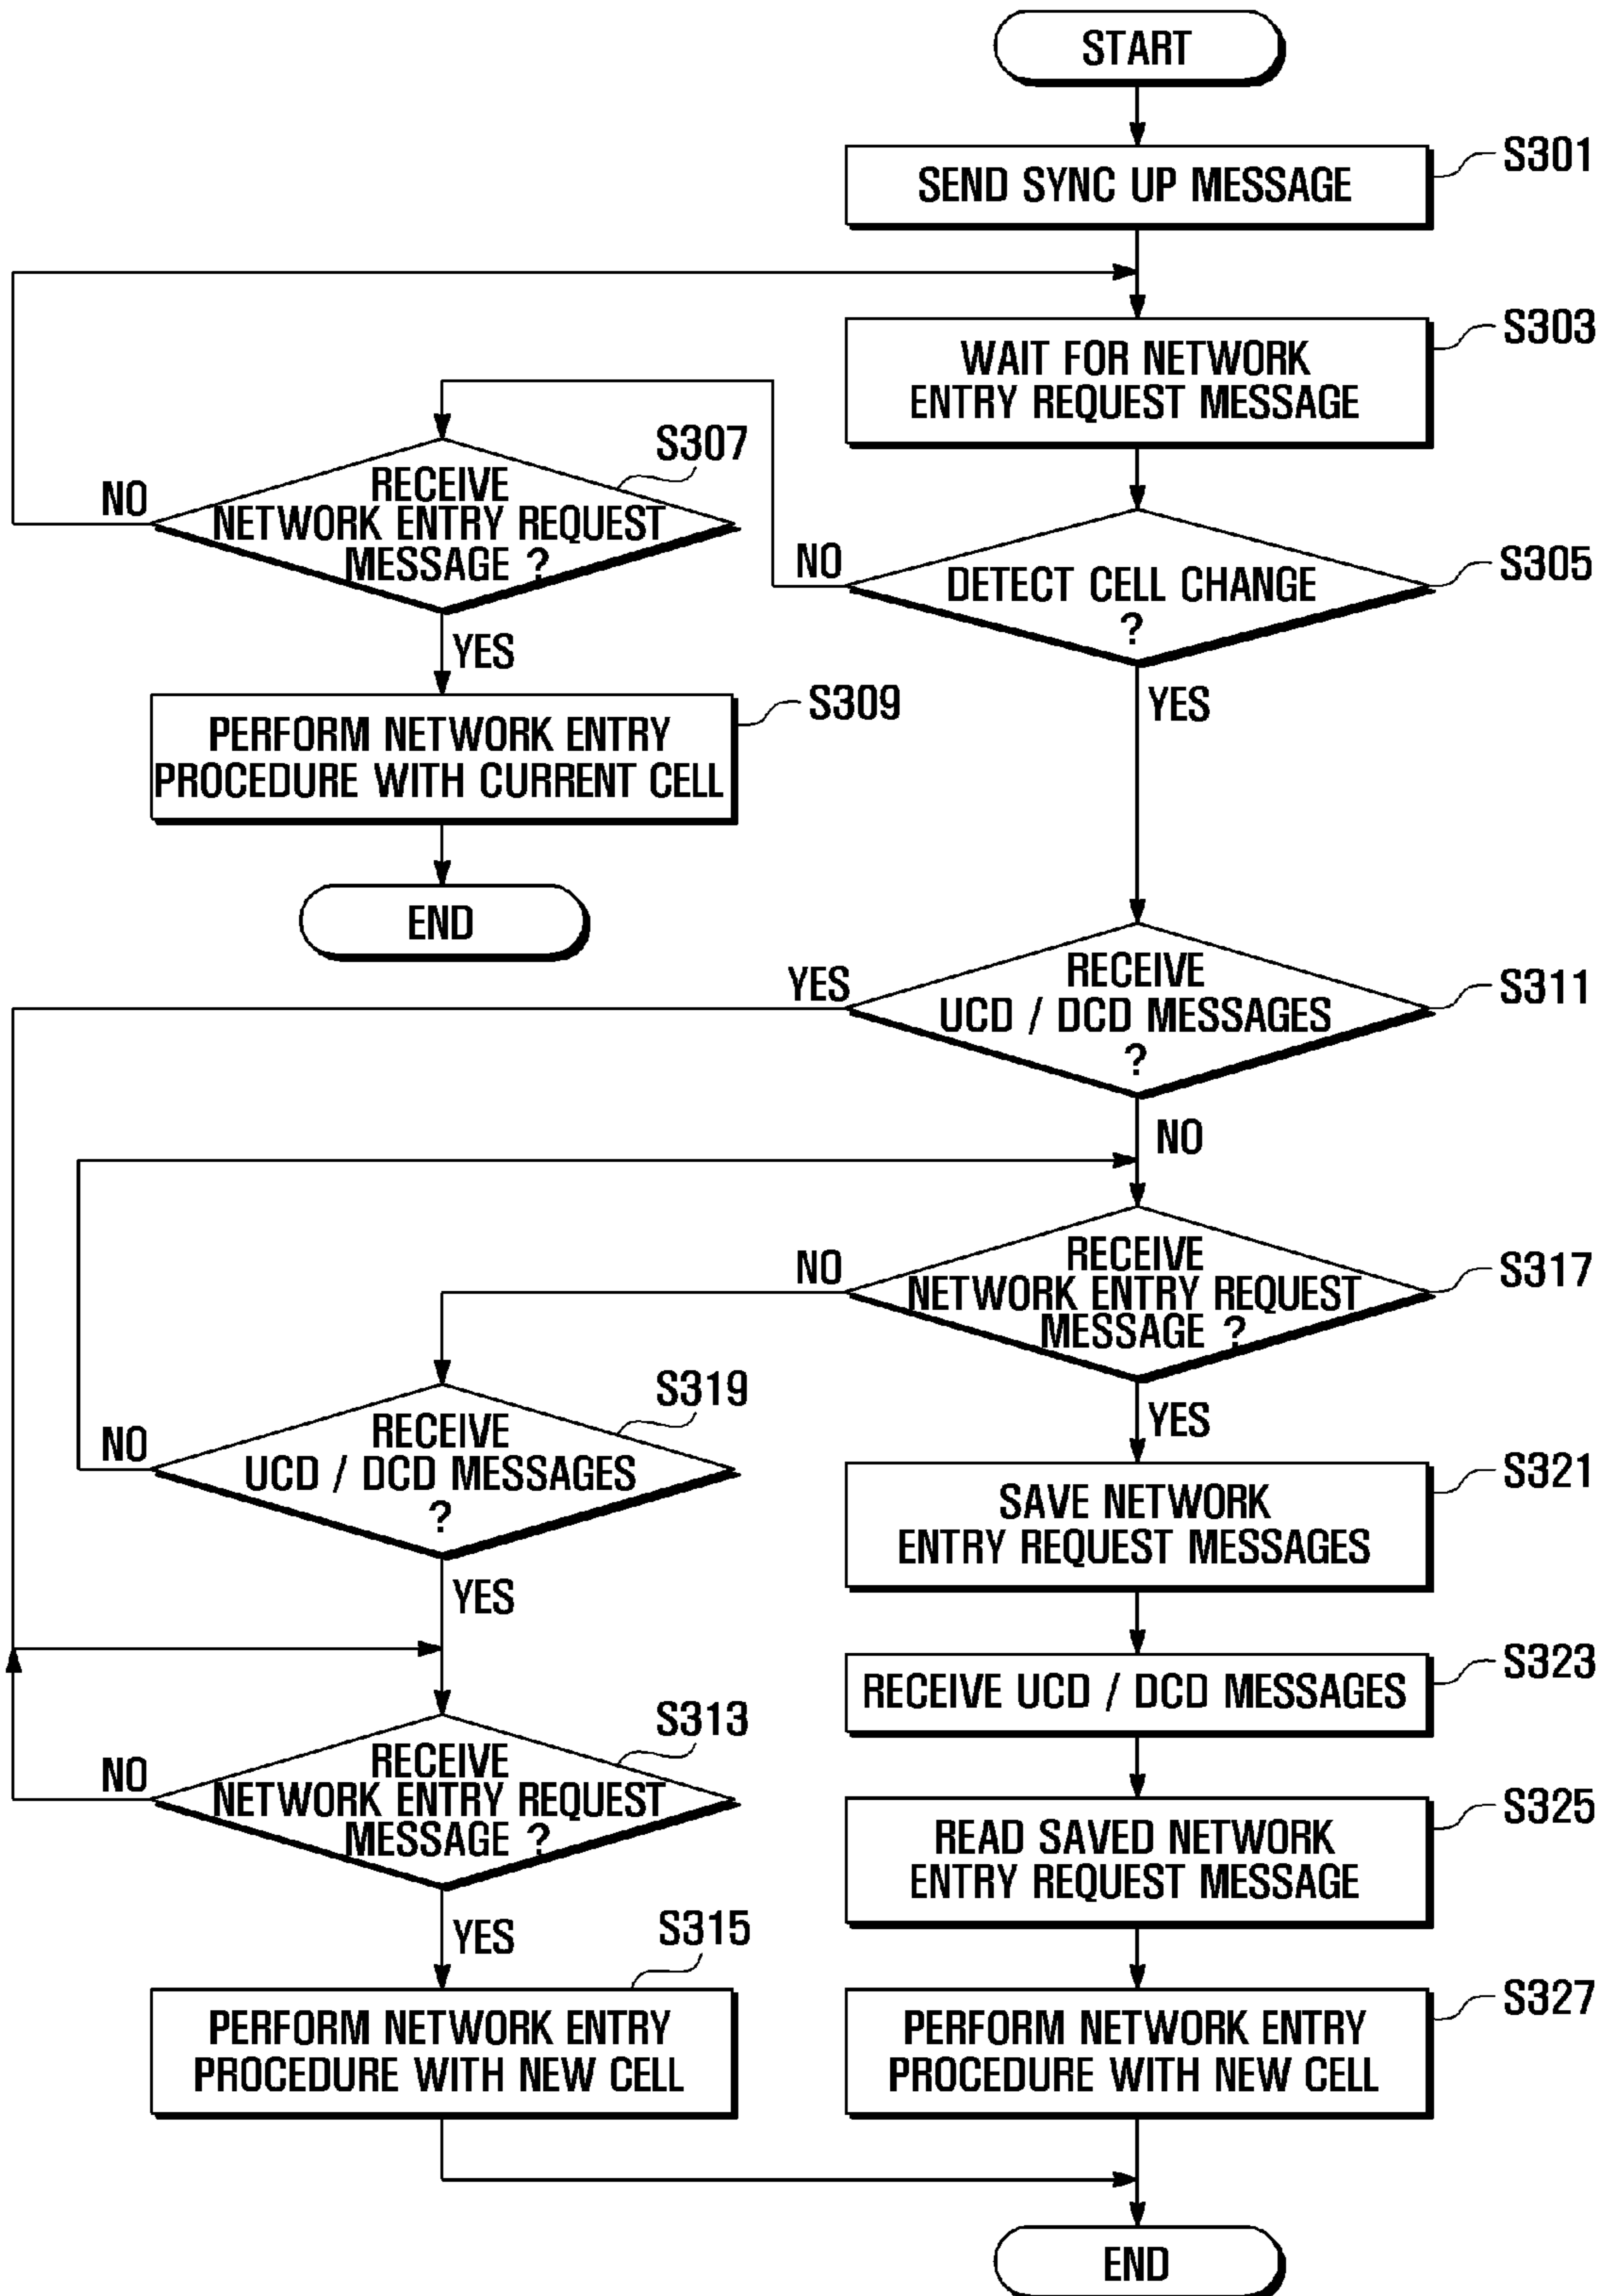 START
SEND SYNC UP MESSAGE
S301
WAIT FOR NETWORK
ENTRY REQUEST MESSAGE
S303
DETECT CELL CHANGE
?
S305
NO
YES
RECEIVE
NETWORK ENTRY REQUEST
MESSAGE ?
S307
NO
YES
PERFORM NETWORK ENTRY
PROCEDURE WITH CURRENT CELL
S309
END
RECEIVE
UCD / DCD MESSAGES
?
S311
YES
NO
RECEIVE
NETWORK ENTRY REQUEST
MESSAGE ?
S317
NO
YES
RECEIVE
UCD / DCD MESSAGES
?
S319
NO
YES
SAVE NETWORK
ENTRY REQUEST MESSAGES
S321
RECEIVE UCD / DCD MESSAGES
S323
RECEIVE
NETWORK ENTRY REQUEST
MESSAGE ?
S313
NO
YES
READ SAVED NETWORK
ENTRY REQUEST MESSAGE
S325
PERFORM NETWORK ENTRY
PROCEDURE WITH NEW CELL
S315
PERFORM NETWORK ENTRY
PROCEDURE WITH NEW CELL
S327
END